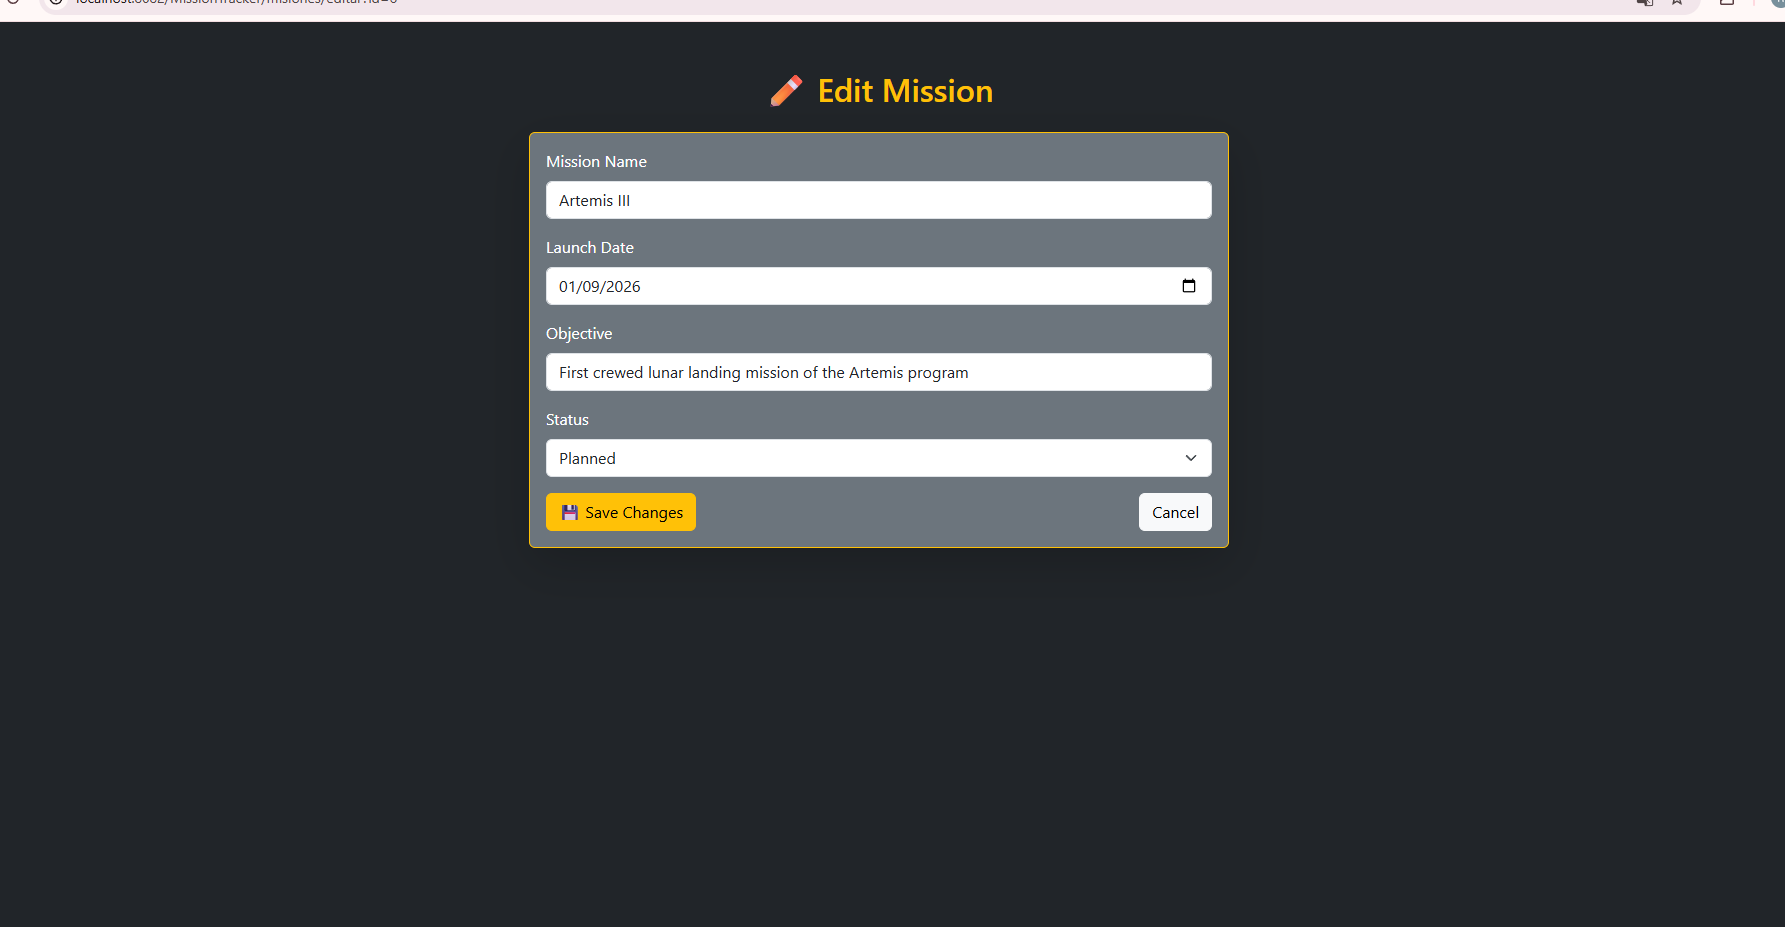 Edit Mission
Mission Name
Artemis III
Launch Date
01/09/2026
Objective
First crewed lunar landing mission of the Artemis program
Status
Planned
Save Changes
Cancel